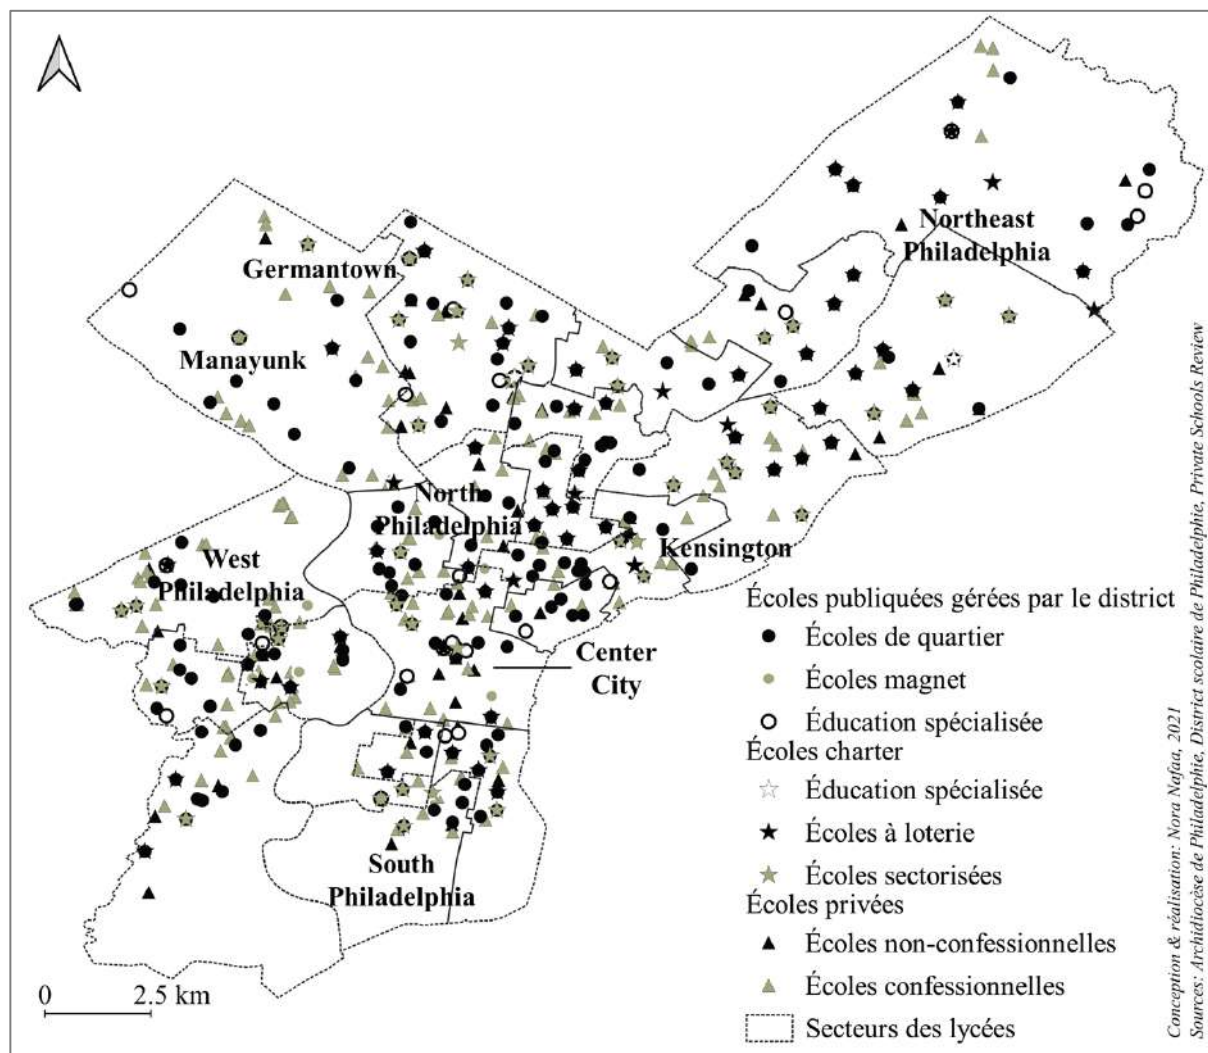 Germantown
Northeast
Philadelphia
Manayunk
North
Philadelphia
West
Philadelphia
Kensington
Center
City
South
Philadelphia
Écoles publiquées gérées par le district
Écoles de quartier
Écoles magnet
Éducation spécialisée
Écoles charter
Éducation spécialisée
Écoles à loterie
Écoles sectorisées
Écoles privées
Écoles non-confessionnelles
Écoles confessionnelles
Secteurs des lycées
0 2.5 km
Conception & réalisation: Nora Nafaa, 2021
Sources: Archidiocèse de Philadelphie, District scolaire de Philadelphie, Private Schools Review